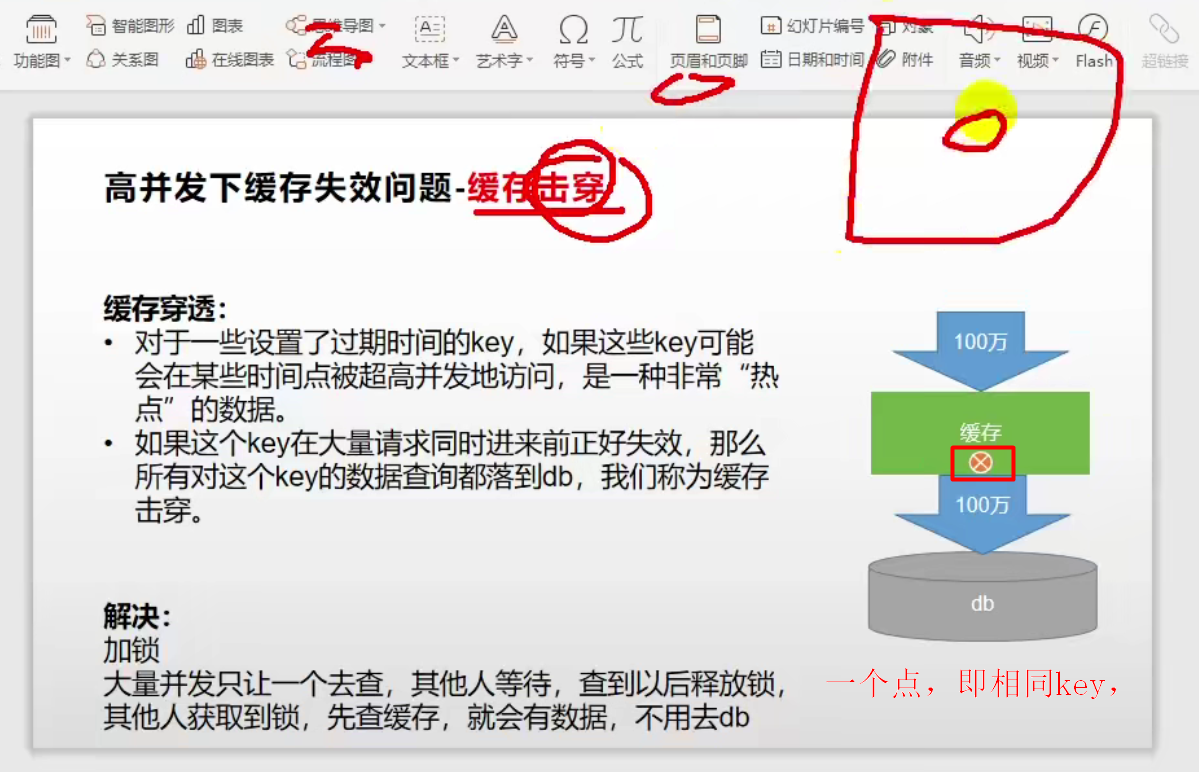 智能图形 图表 思维导图 幻灯片编号 对象
功能图 关系图 在线图表 流程图 文本框 艺术字 符号 公式 页眉和页脚 日期和时间 附件 音频 视频 Flash 超链接
高并发下缓存失效问题-缓存击穿
缓存穿透：
• 对于一些设置了过期时间的key，如果这些key可能
会在某些时间点被超高并发地访问，是一种非常“热
点”的数据。
• 如果这个key在大量请求同时进来前正好失效，那么
所有对这个key的数据查询都落到db，我们称为缓存
击穿。
解决：
加锁
大量并发只让一个去查，其他人等待，查到以后释放锁，
其他人获取到锁，先查缓存，就会有数据，不用去db
100万
缓存
100万
db
一个点，即相同key，